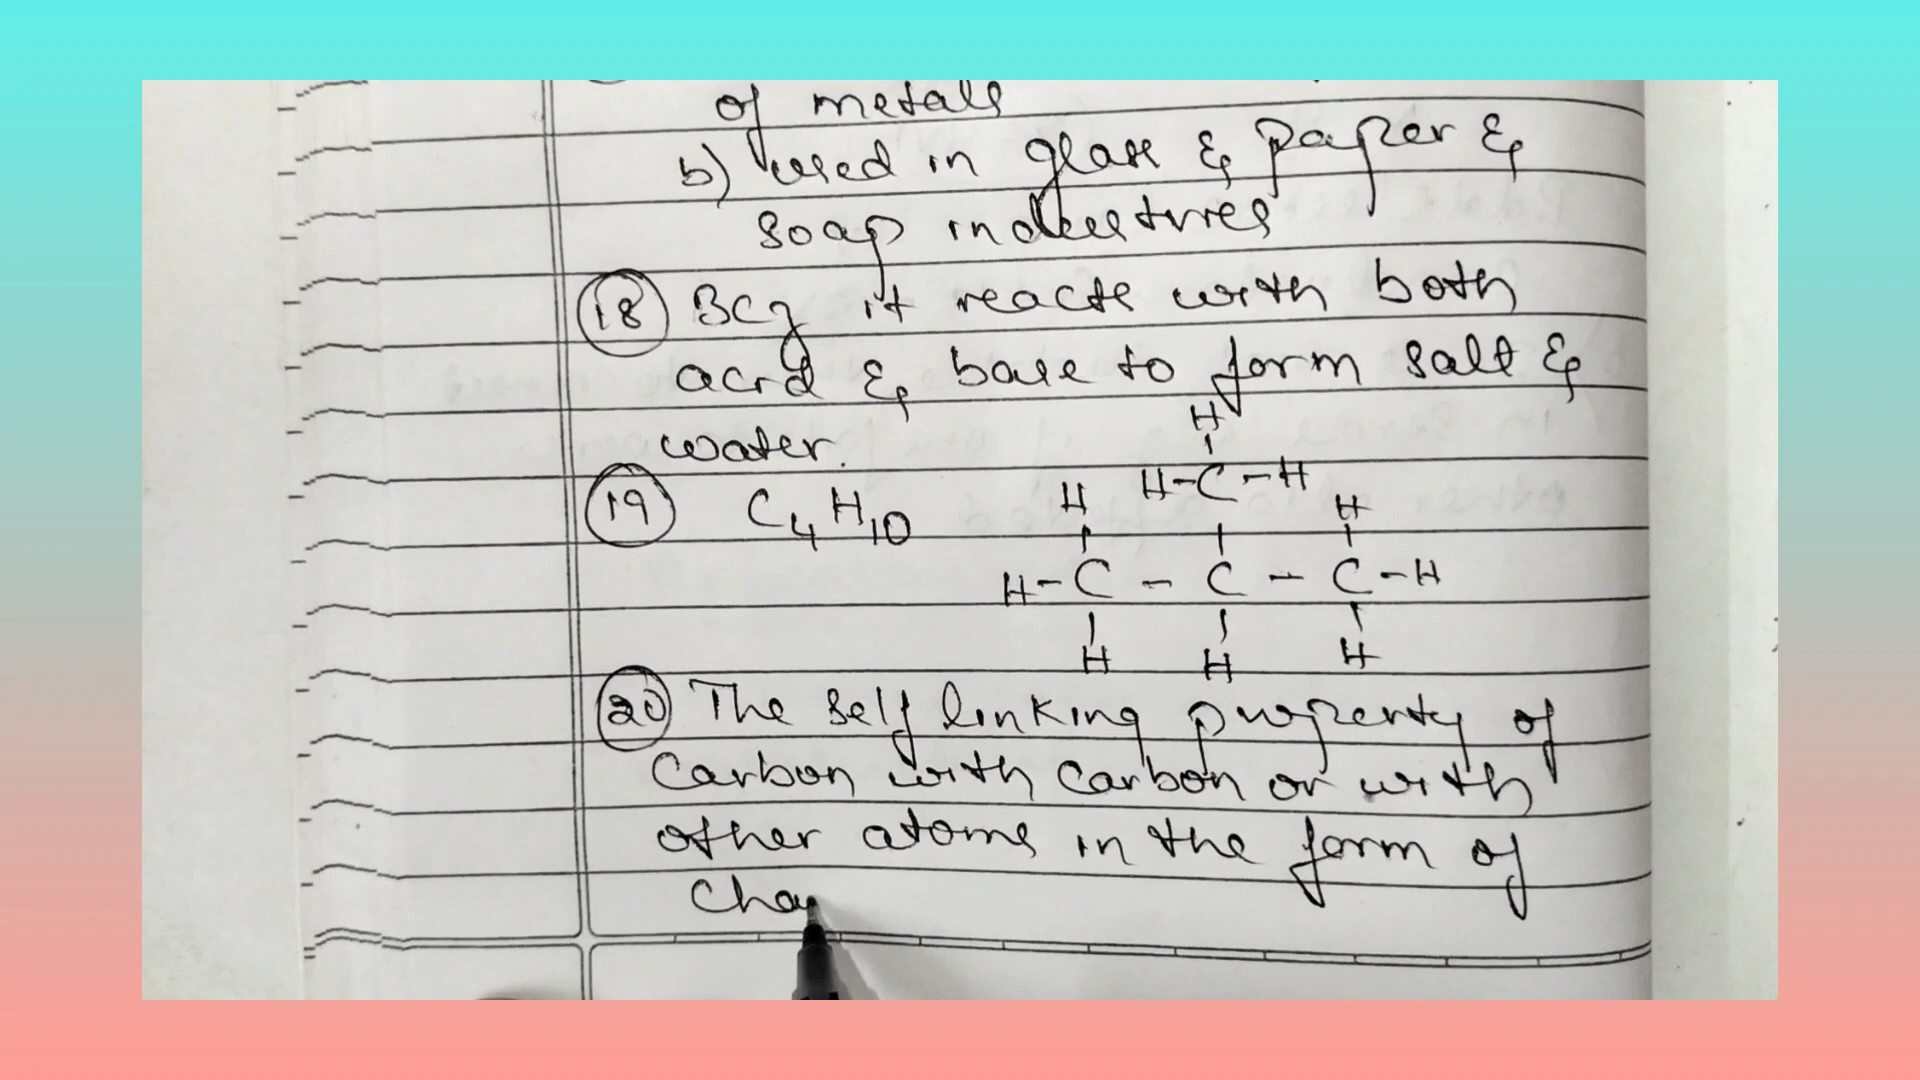 of metals
b) used in glass & paper &
soap industries
18 Bcz it reacts with both
acid & base to form salt &
water.
19 C4H10
H
H-C-H
H H
H-C-C-C-H
H H H
20 The self linking property of
Carbon with carbon or with
other atoms in the form of
Cha